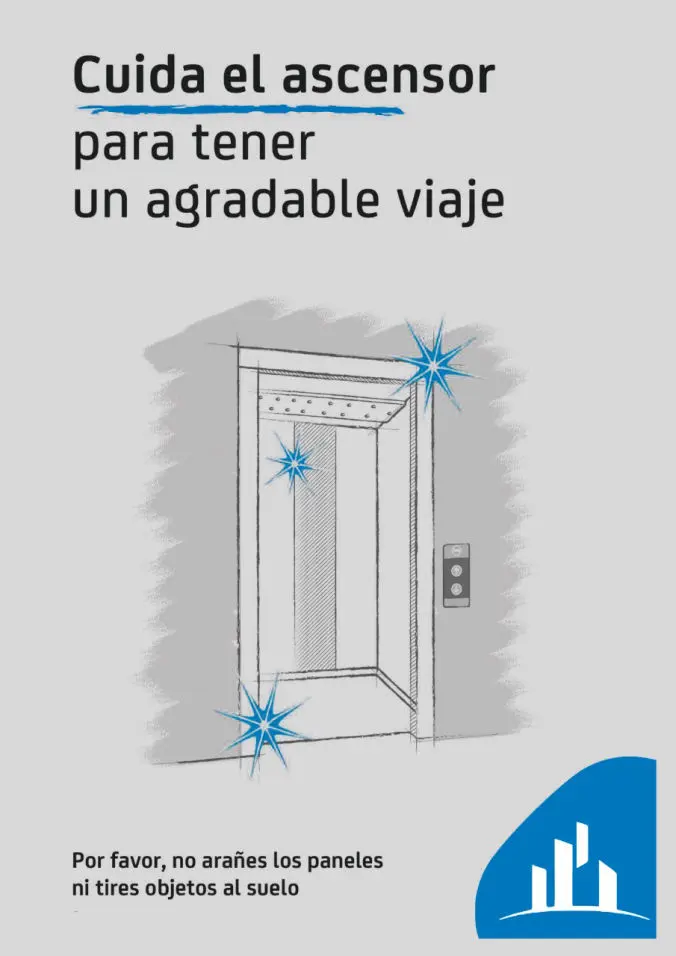 Cuida el ascensor
para tener
un agradable viaje
Por favor, no arañes los paneles
ni tires objetos al suelo